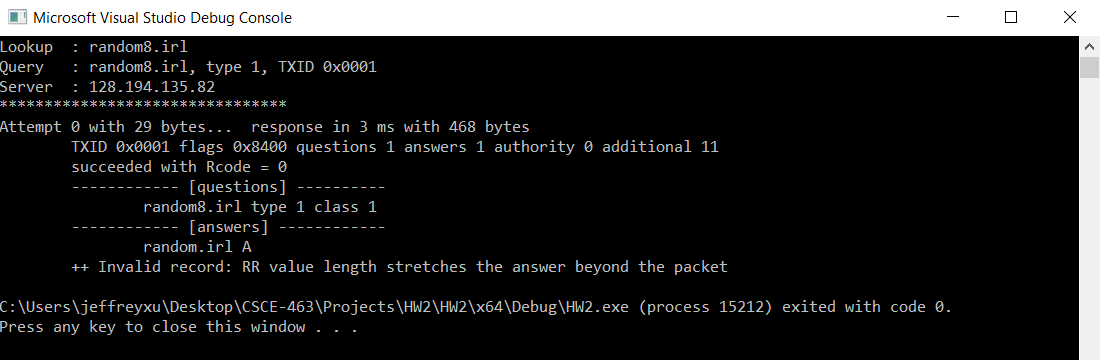 Microsoft Visual Studio Debug Console
Lookup  : random8.irl
Query   : random8.irl, type 1, TXID 0x0001
Server  : 128.194.135.82
********************************
Attempt 0 with 29 bytes...  response in 3 ms with 468 bytes
        TXID 0x0001 flags 0x8400 questions 1 answers 1 authority 0 additional 11
        succeeded with Rcode = 0
        ------------ [questions] ----------
                random8.irl type 1 class 1
        ------------ [answers] ------------
                random.irl A
        ++ Invalid record: RR value length stretches the answer beyond the packet
C:\Users\jeffreyxu\Desktop\CSCE-463\Projects\HW2\HW2\x64\Debug\HW2.exe (process 15212) exited with code 0.
Press any key to close this window . . .